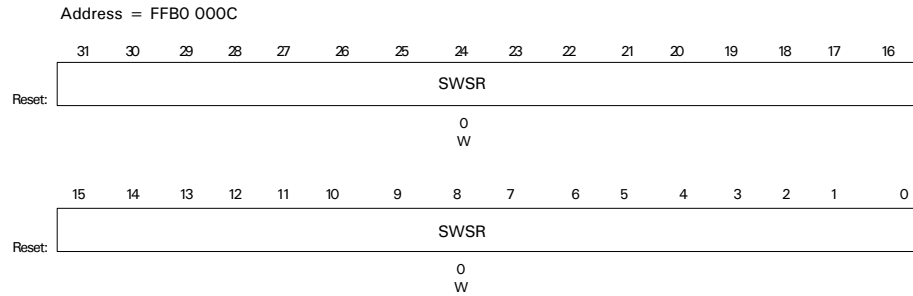 Address = FFB0 000C
31 30 29 28 27 26 25 24 23 22 21 20 19 18 17 16
SWSR
Reset:
0
W
15 14 13 12 11 10 9 8 7 6 5 4 3 2 1 0
SWSR
Reset:
0
W